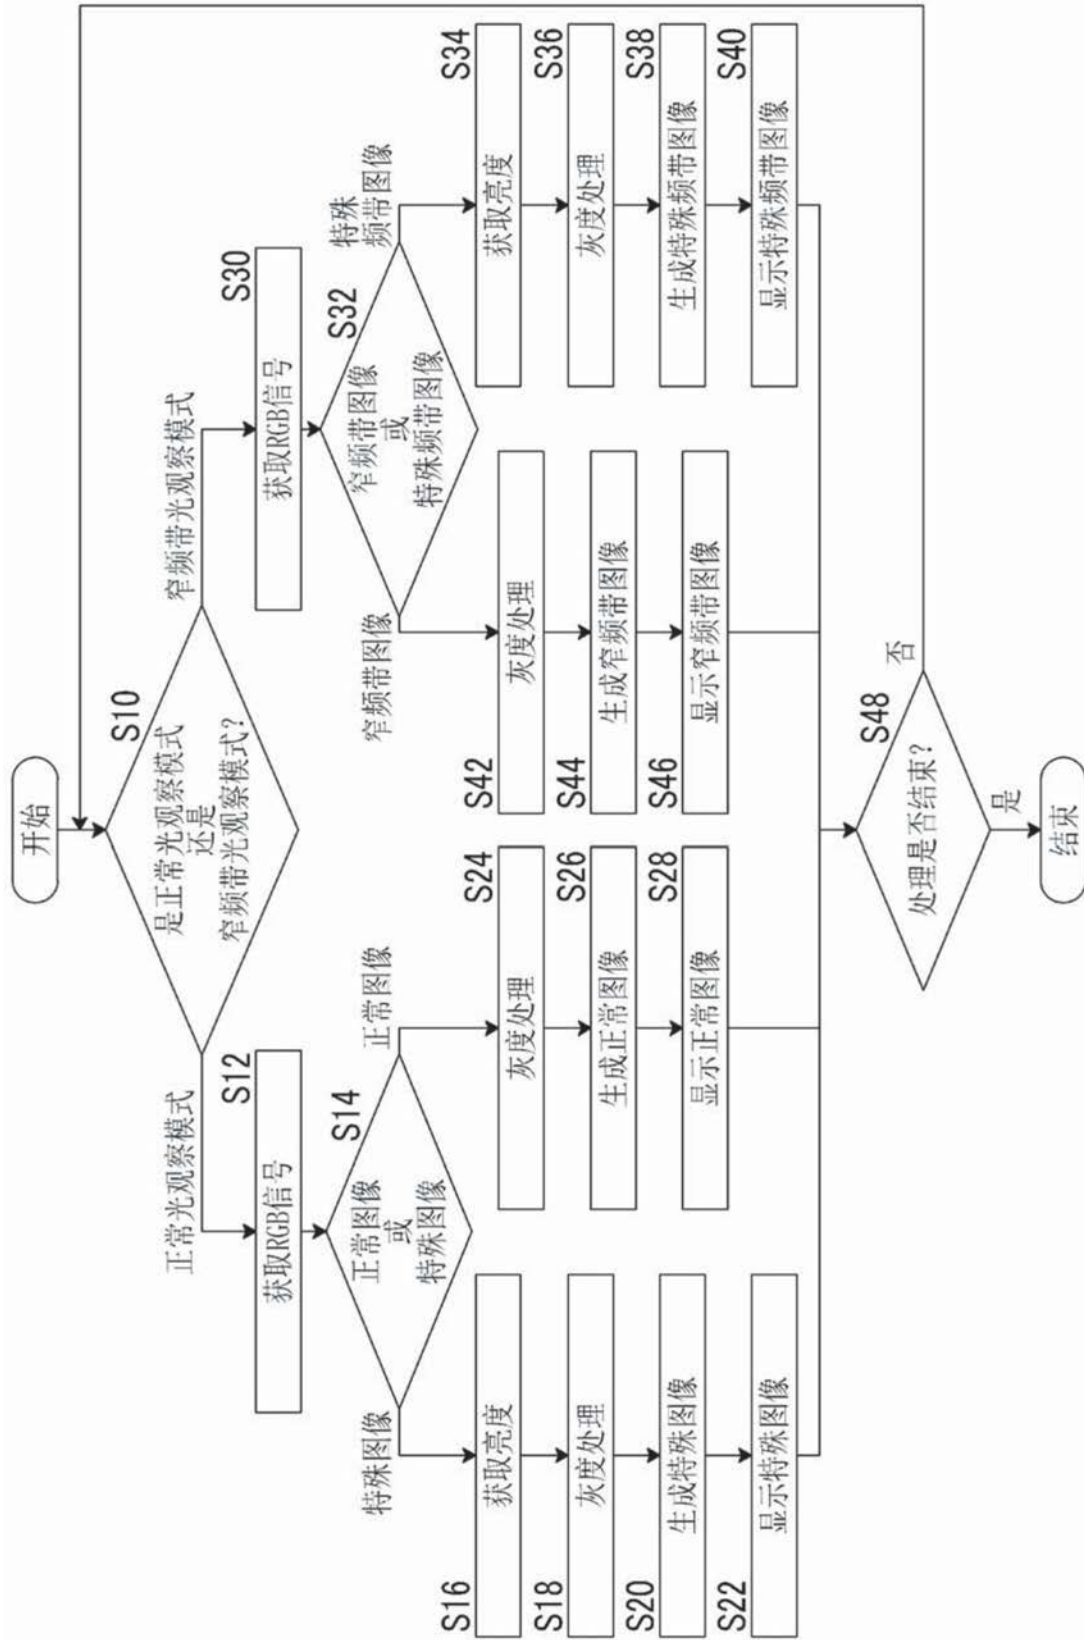 开始
S10
是正常光观察模式
还是
窄频带光观察模式?
正常光观察模式
窄频带光观察模式
S12
获取RGB信号
S30
获取RGB信号
S14
正常图像
或
特殊图像
特殊图像
正常图像
S32
窄频带图像
或
特殊频带图像
窄频带图像
特殊
频带图像
S16
获取亮度
S18
灰度处理
S20
生成特殊图像
S22
显示特殊图像
S24
灰度处理
S26
生成正常图像
S28
显示正常图像
S42
灰度处理
S44
生成窄频带图像
S46
显示窄频带图像
S34
获取亮度
S36
灰度处理
S38
生成特殊频带图像
S40
显示特殊频带图像
S48
处理是否结束?
否
是
结束